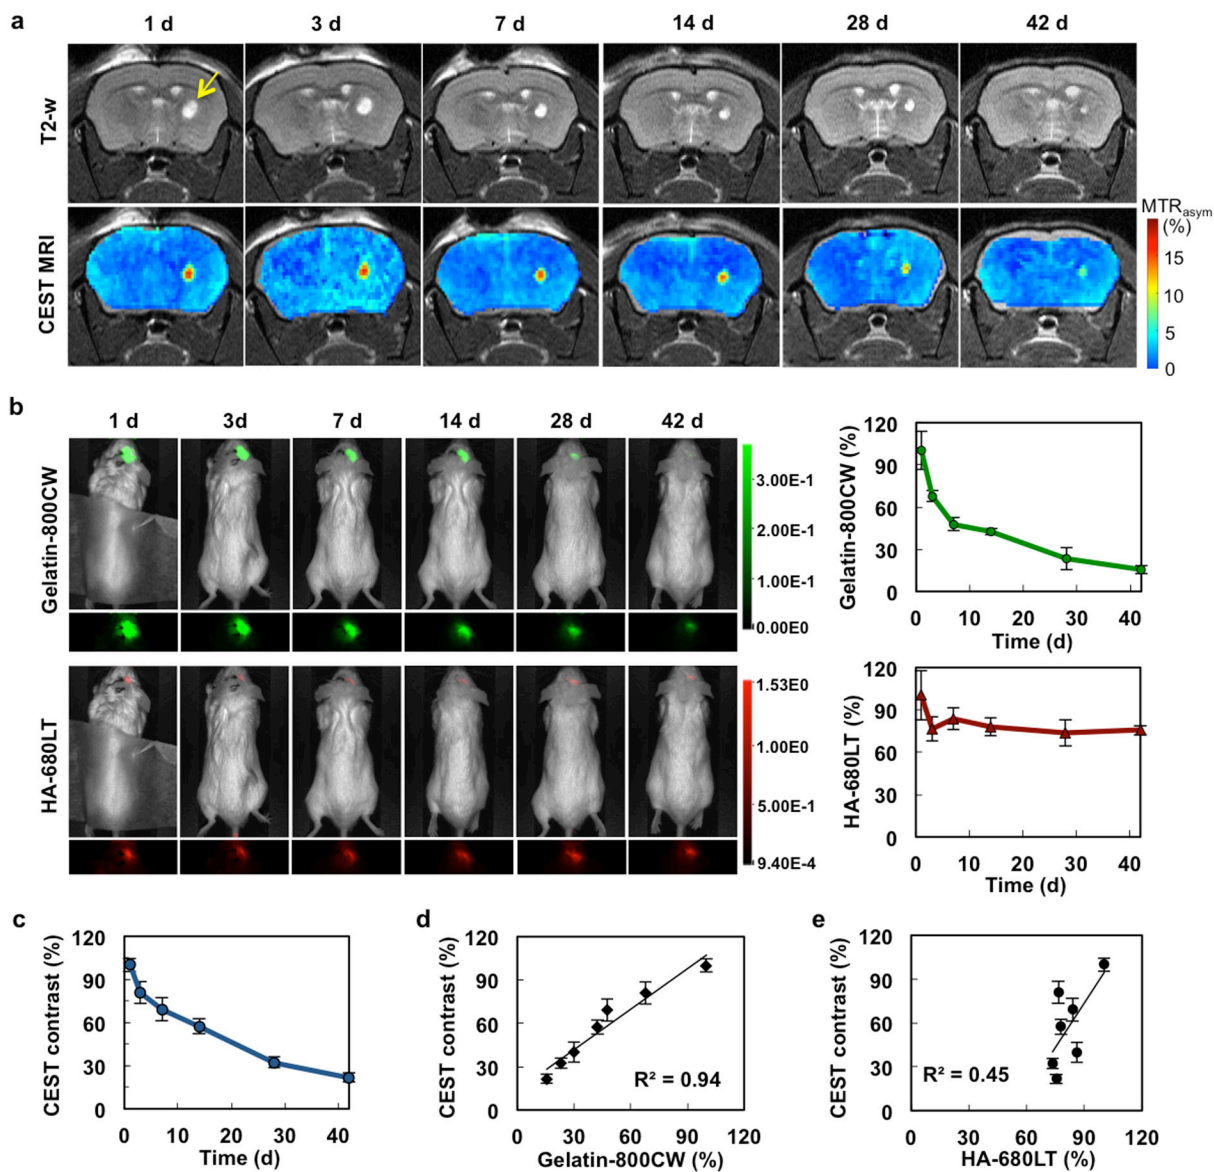 a
1 d 3 d 7 d 14 d 28 d 42 d
T2-w
CEST MRI
MTRasym
(%)
15
10
5
0
b
1 d 3d 7 d 14 d 28 d 42 d
Gelatin-800CW
3.00E-1
2.00E-1
1.00E-1
0.00E0
HA-680LT
1.53E0
1.00E0
5.00E-1
9.40E-4
Gelatin-800CW (%)
120
90
60
30
0
0 10 20 30 40
Time (d)
HA-680LT (%)
120
90
60
30
0
0 10 20 30 40
Time (d)
c
CEST contrast (%)
120
90
60
30
0
0 10 20 30 40
Time (d)
d
CEST contrast (%)
120
90
60
30
0
R² = 0.94
0 30 60 90 120
Gelatin-800CW (%)
e
CEST contrast (%)
120
90
60
30
0
R² = 0.45
0 30 60 90 120
HA-680LT (%)